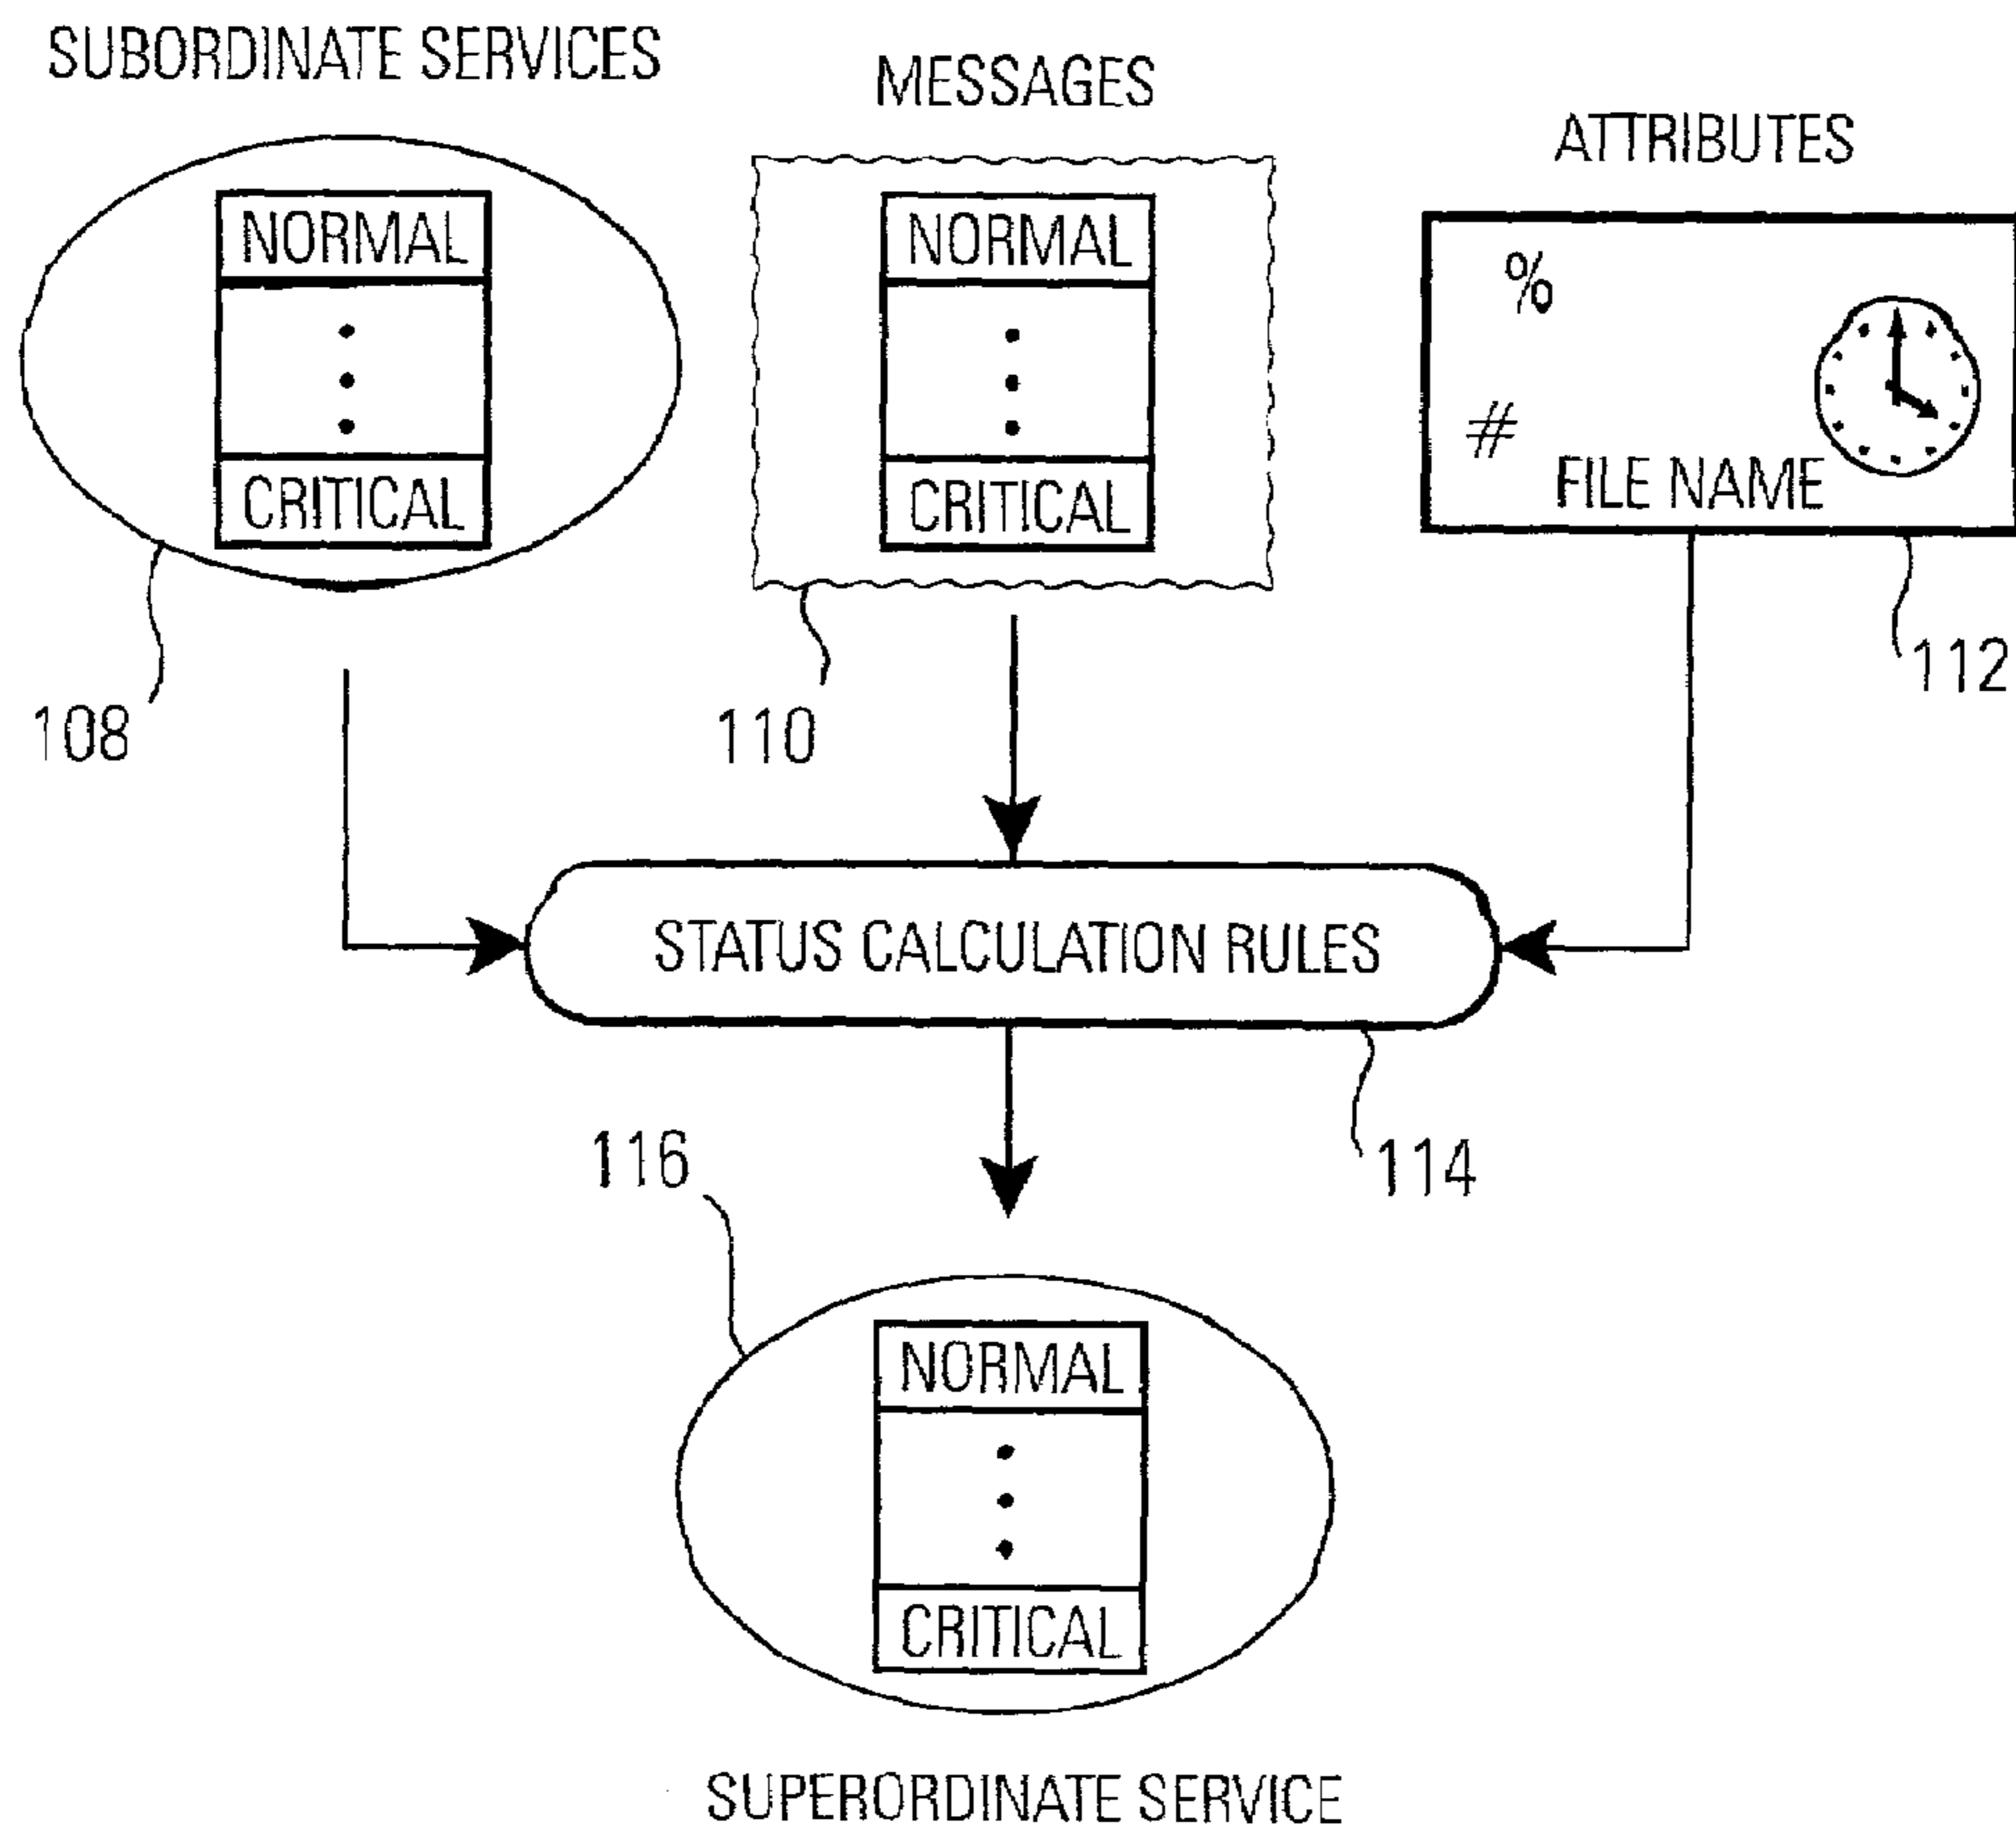 SUBORDINATE SERVICES
MESSAGES
ATTRIBUTES
NORMAL
CRITICAL
NORMAL
CRITICAL
%
#
FILE NAME
108
110
112
STATUS CALCULATION RULES
116
114
NORMAL
CRITICAL
SUPERORDINATE SERVICE